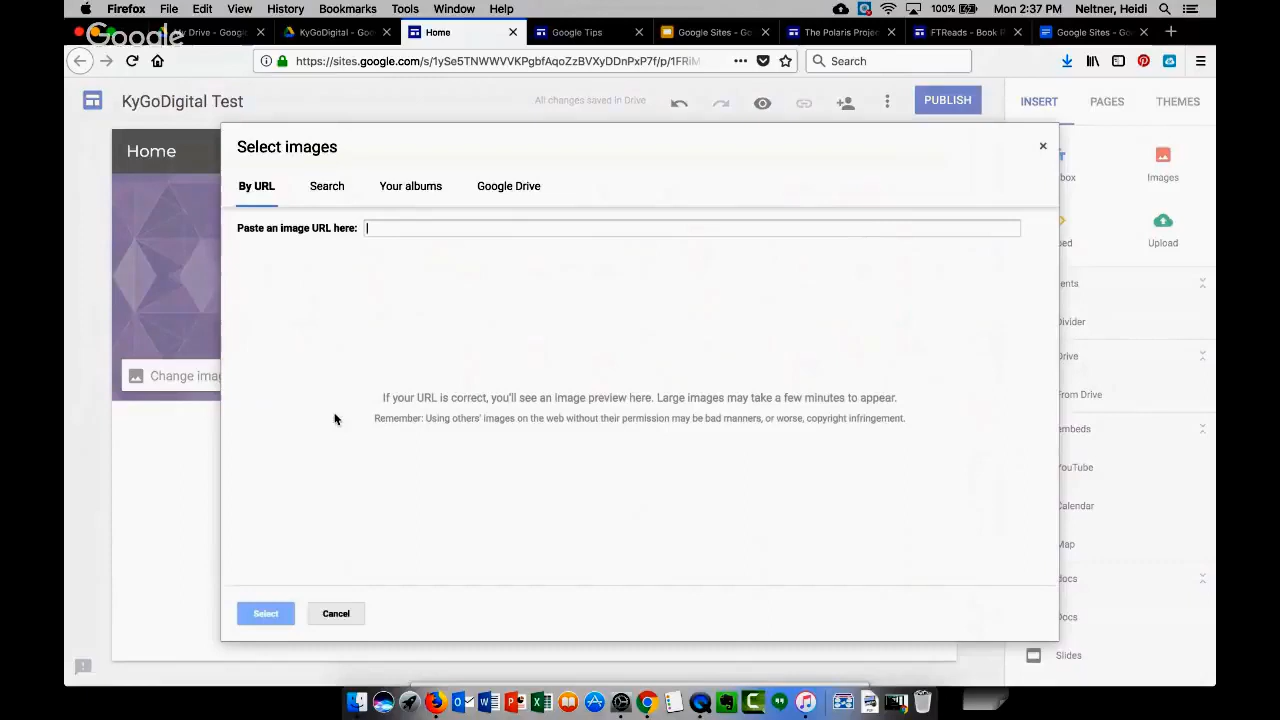 Firefox File Edit View History Bookmarks Tools Window Help 100% Mon 2:37 PM Neltner, Heidi
Google
My Drive - Googl
KyGoDigital - Goo
Home
Google Tips
Google Sites - Go
The Polaris Projec
FTReads - Book R
Google Sites - Go
https://sites.google.com/s/1ySe5TNWWVVKPgbfAqoZzBVXyDDnPxP7f/p/1FRiM
Search
KyGoDigital Test
All changes saved in Drive
PUBLISH
INSERT PAGES THEMES
Home
Select images
By URL Search Your albums Google Drive
Paste an image URL here:
If your URL is correct, you'll see an image preview here. Large images may take a few minutes to appear.
Remember: Using others' images on the web without their permission may be bad manners, or worse, copyright infringement.
Select Cancel
Change imag
box Images
bed Upload
ents
Divider
Drive
From Drive
embeds
YouTube
Calendar
Map
docs
Docs
Slides